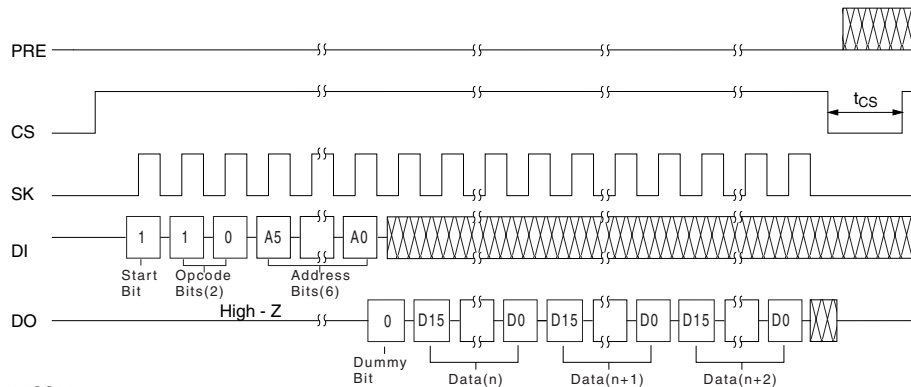 PRE
CS
tCS
SK
DI
1 1 0 A5 A0
Start Bit
Opcode Bits(2)
Address Bits(6)
High - Z
DO
0 D15 D0 D15 D0 D15 D0
Dummy Bit
Data(n)
Data(n+1)
Data(n+2)